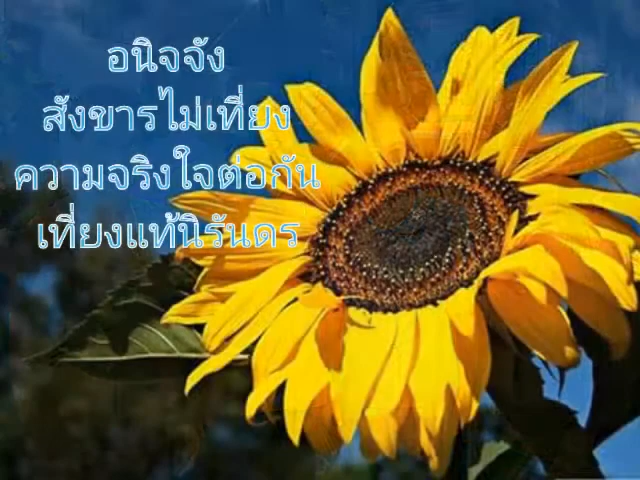 อนิจจัง
สังขารไม่เที่ยง
ความจริงใจต่อกัน
เที่ยงแท้นิรันดร